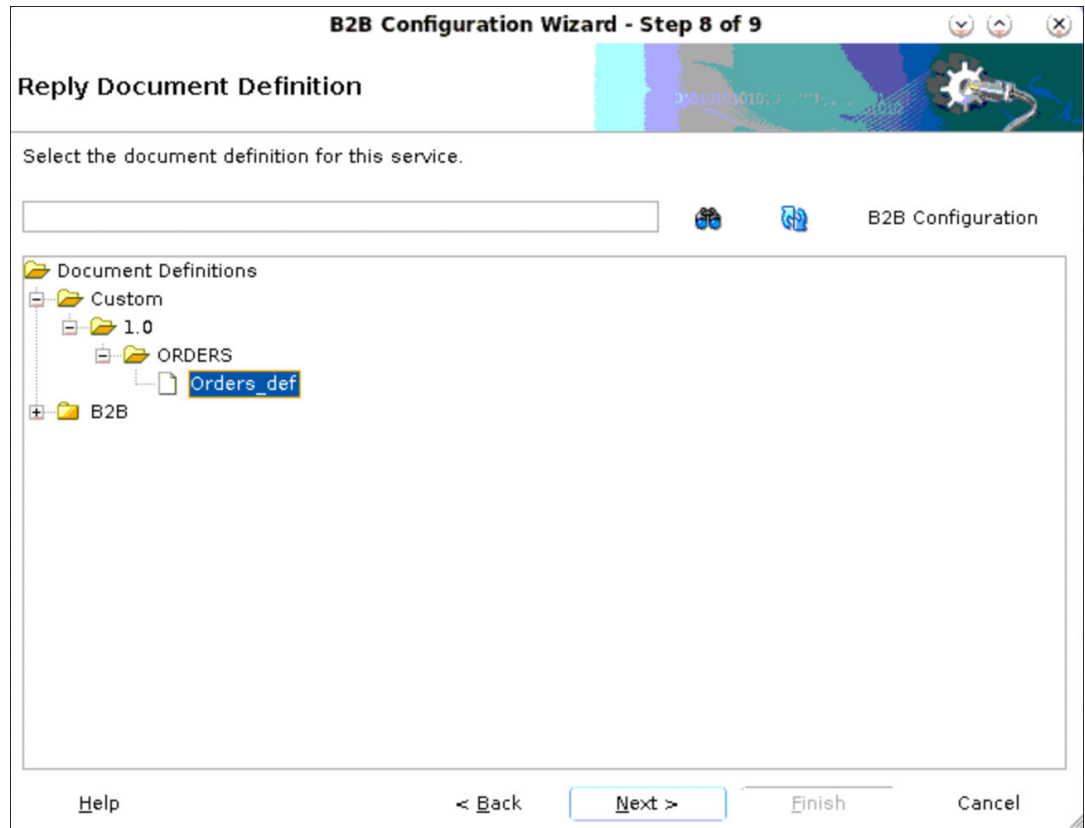 B2B Configuration Wizard - Step 8 of 9
Reply Document Definition
Select the document definition for this service.
B2B Configuration
Document Definitions
Custom
1.0
ORDERS
Orders_def
B2B
Help
< Back
Next >
Finish
Cancel